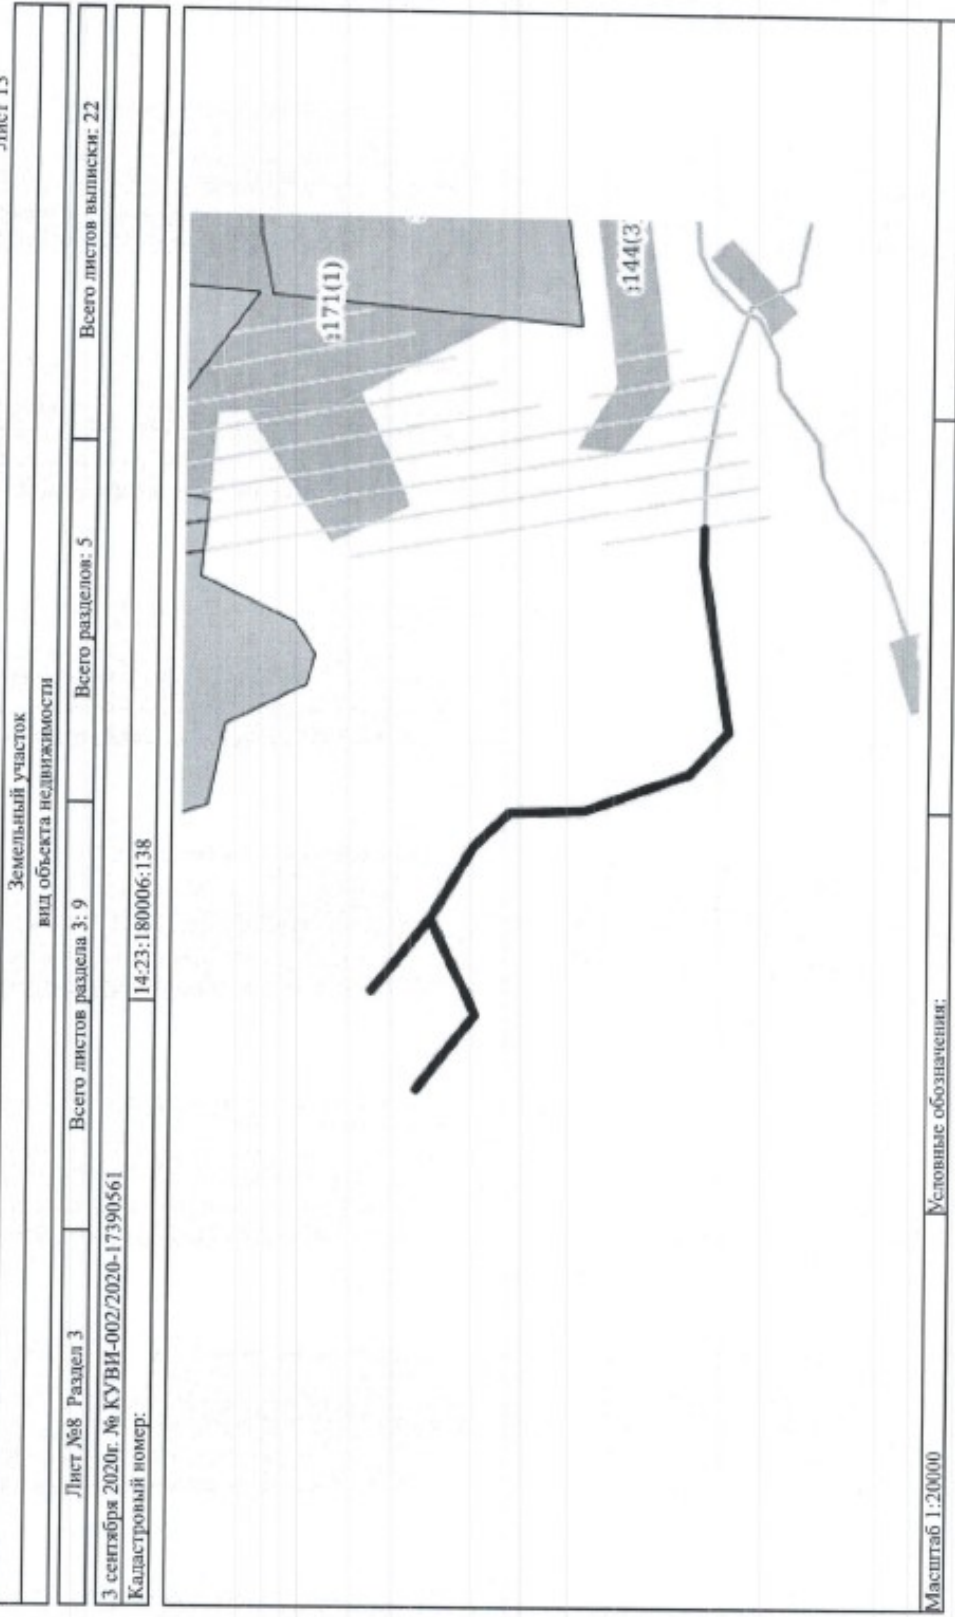 Лист 13
Земельный участок
вид объекта недвижимости
Лист №8 Раздел 3
Всего листов раздела 3: 9
Всего разделов: 5
Всего листов выписки: 22
3 сентября 2020г. № КУВИ-002/2020-17390561
Кадастровый номер:
14:23:180006:138
:171(1)
:144(3
Масштаб 1:20000
Условные обозначения: